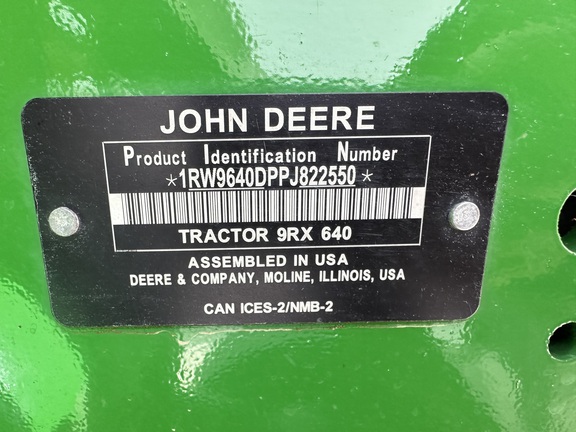 JOHN DEERE
Product Identification Number
*1RW9640DPPJ822550*
TRACTOR 9RX 640
ASSEMBLED IN USA
DEERE & COMPANY, MOLINE, ILLINOIS, USA
CAN ICES-2/NMB-2